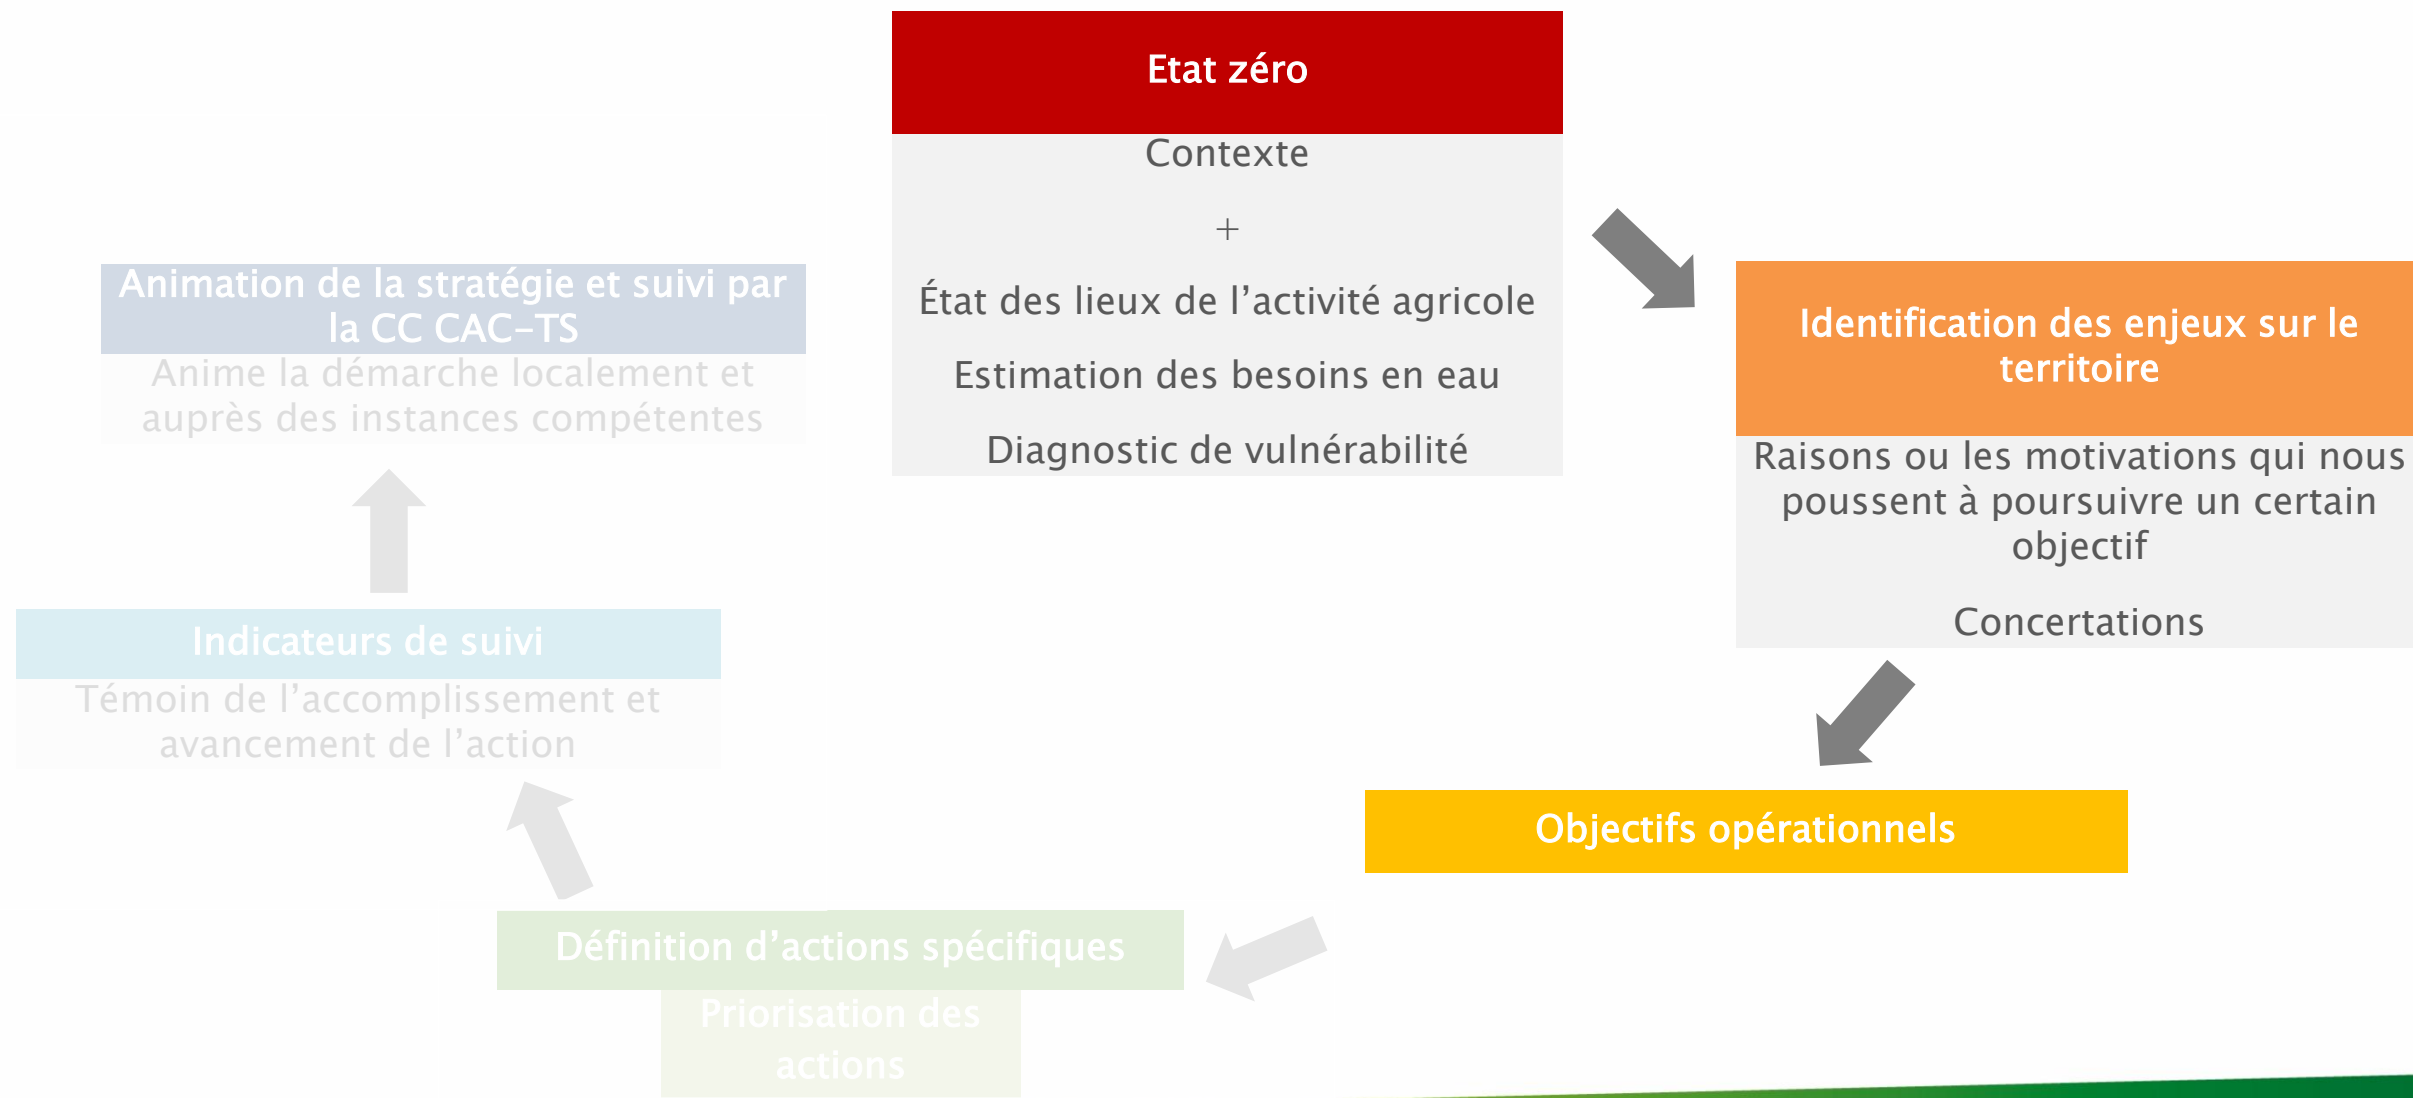 Etat zéro
Contexte
+
État des lieux de l’activité agricole
Estimation des besoins en eau
Diagnostic de vulnérabilité
Identification des enjeux sur le
territoire
Raisons ou les motivations qui nous
poussent à poursuivre un certain
objectif
Concertations
Objectifs opérationnels
Définition d’actions spécifiques
Priorisation des
actions
Indicateurs de suivi
Témoin de l’accomplissement et
avancement de l’action
Animation de la stratégie et suivi par
la CC CAC-TS
Anime la démarche localement et
auprès des instances compétentes